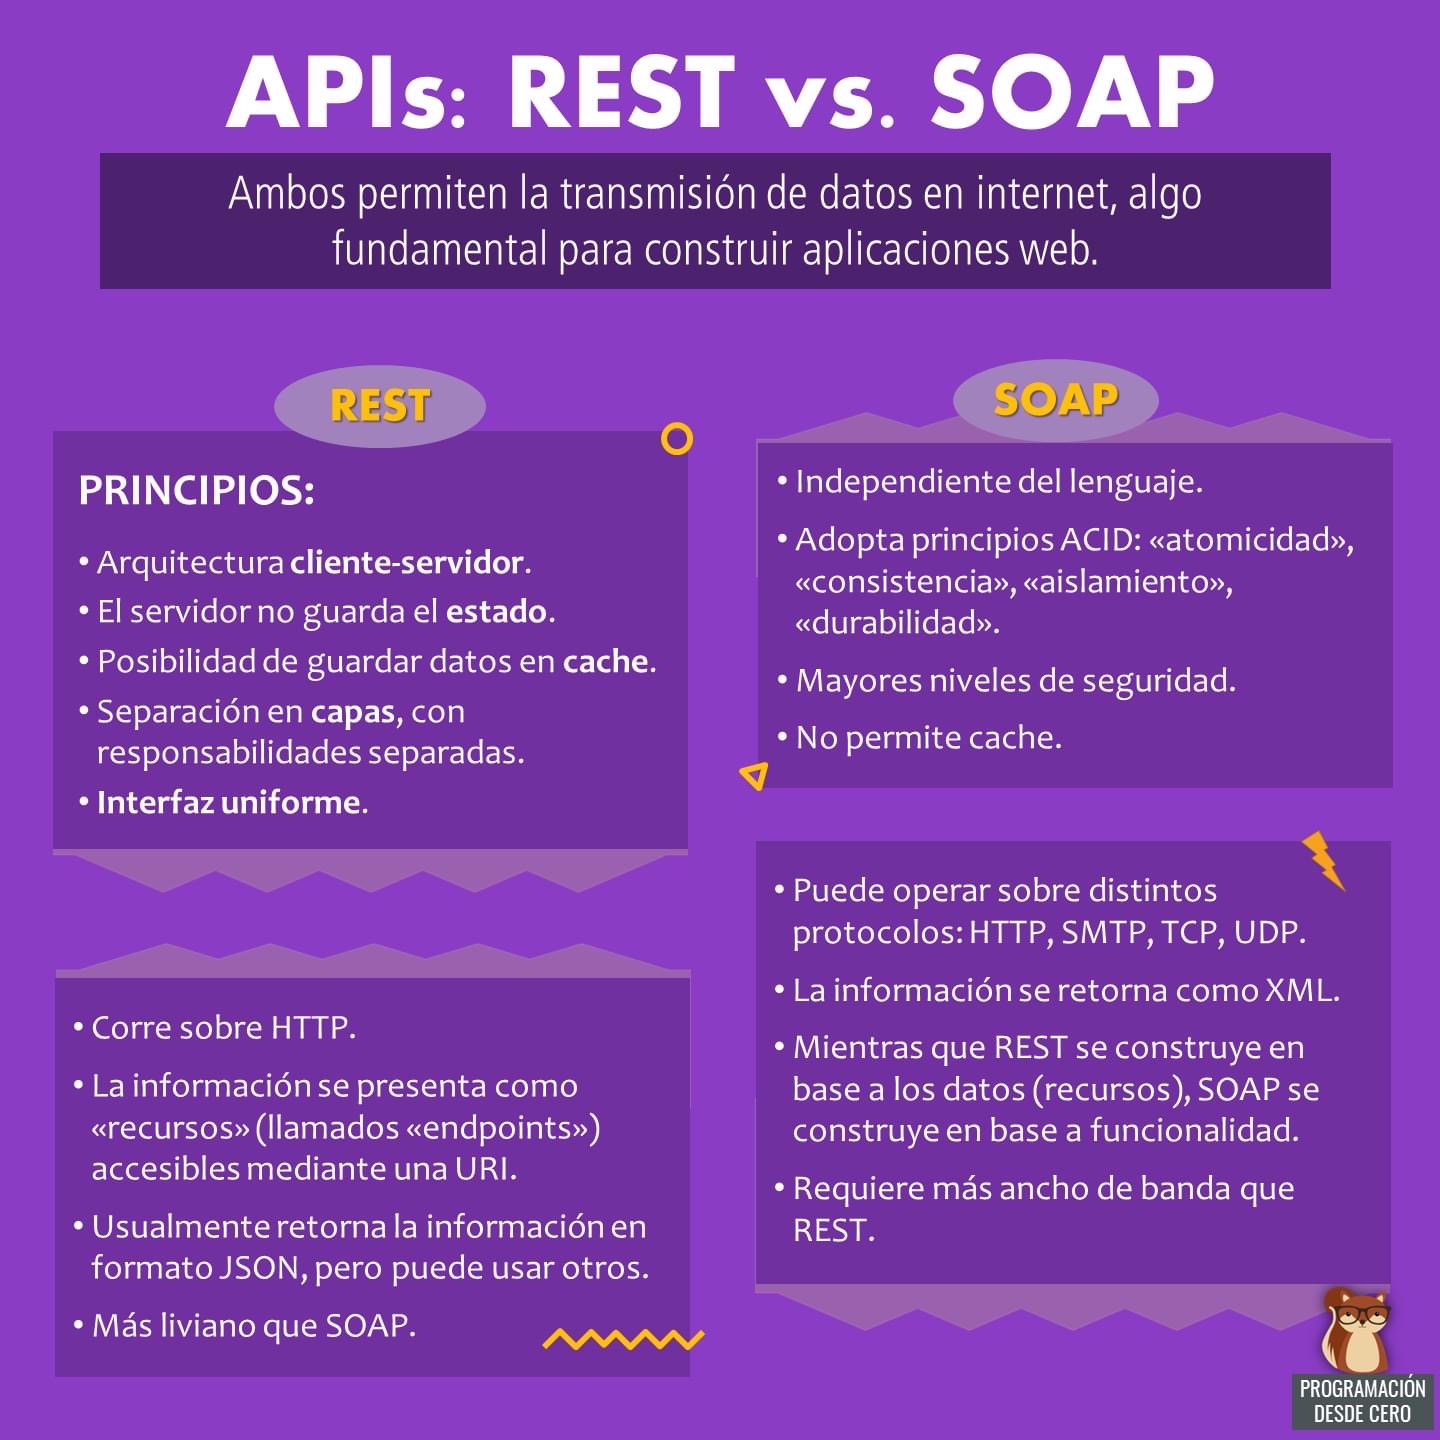 APIs: REST vs. SOAP
Ambos permiten la transmisión de datos en internet, algo
fundamental para construir aplicaciones web.
REST
PRINCIPIOS:
• Arquitectura cliente-servidor.
• El servidor no guarda el estado.
• Posibilidad de guardar datos en cache.
• Separación en capas, con
responsabilidades separadas.
• Interfaz uniforme.
• Corre sobre HTTP.
• La información se presenta como
«recursos» (llamados «endpoints»)
accesibles mediante una URI.
• Usualmente retorna la información en
formato JSON, pero puede usar otros.
• Más liviano que SOAP.
SOAP
• Independiente del lenguaje.
• Adopta principios ACID: «atomicidad»,
«consistencia», «aislamiento»,
«durabilidad».
• Mayores niveles de seguridad.
• No permite cache.
• Puede operar sobre distintos
protocolos: HTTP, SMTP, TCP, UDP.
• La información se retorna como XML.
• Mientras que REST se construye en
base a los datos (recursos), SOAP se
construye en base a funcionalidad.
• Requiere más ancho de banda que
REST.
PROGRAMACIÓN
DESDE CERO